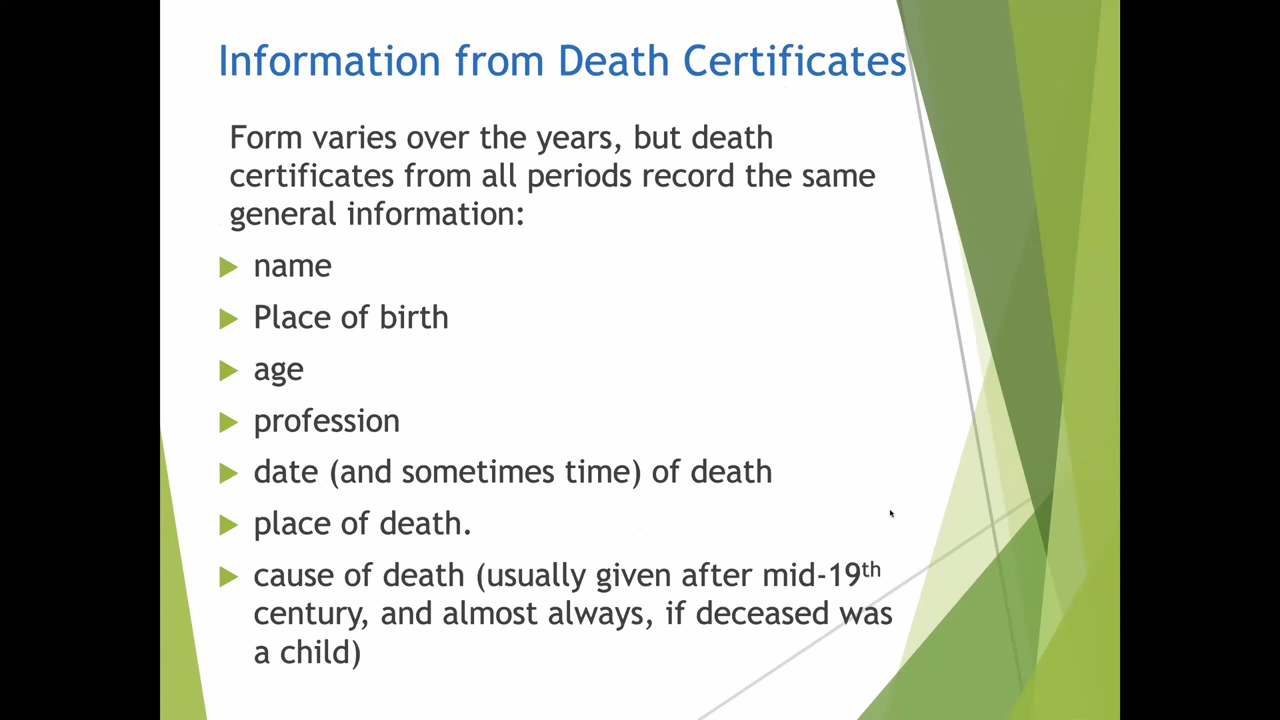 Information from Death Certificates
Form varies over the years, but death
certificates from all periods record the same
general information:
name
Place of birth
age
profession
date (and sometimes time) of death
place of death.
cause of death (usually given after mid-19th
century, and almost always, if deceased was
a child)